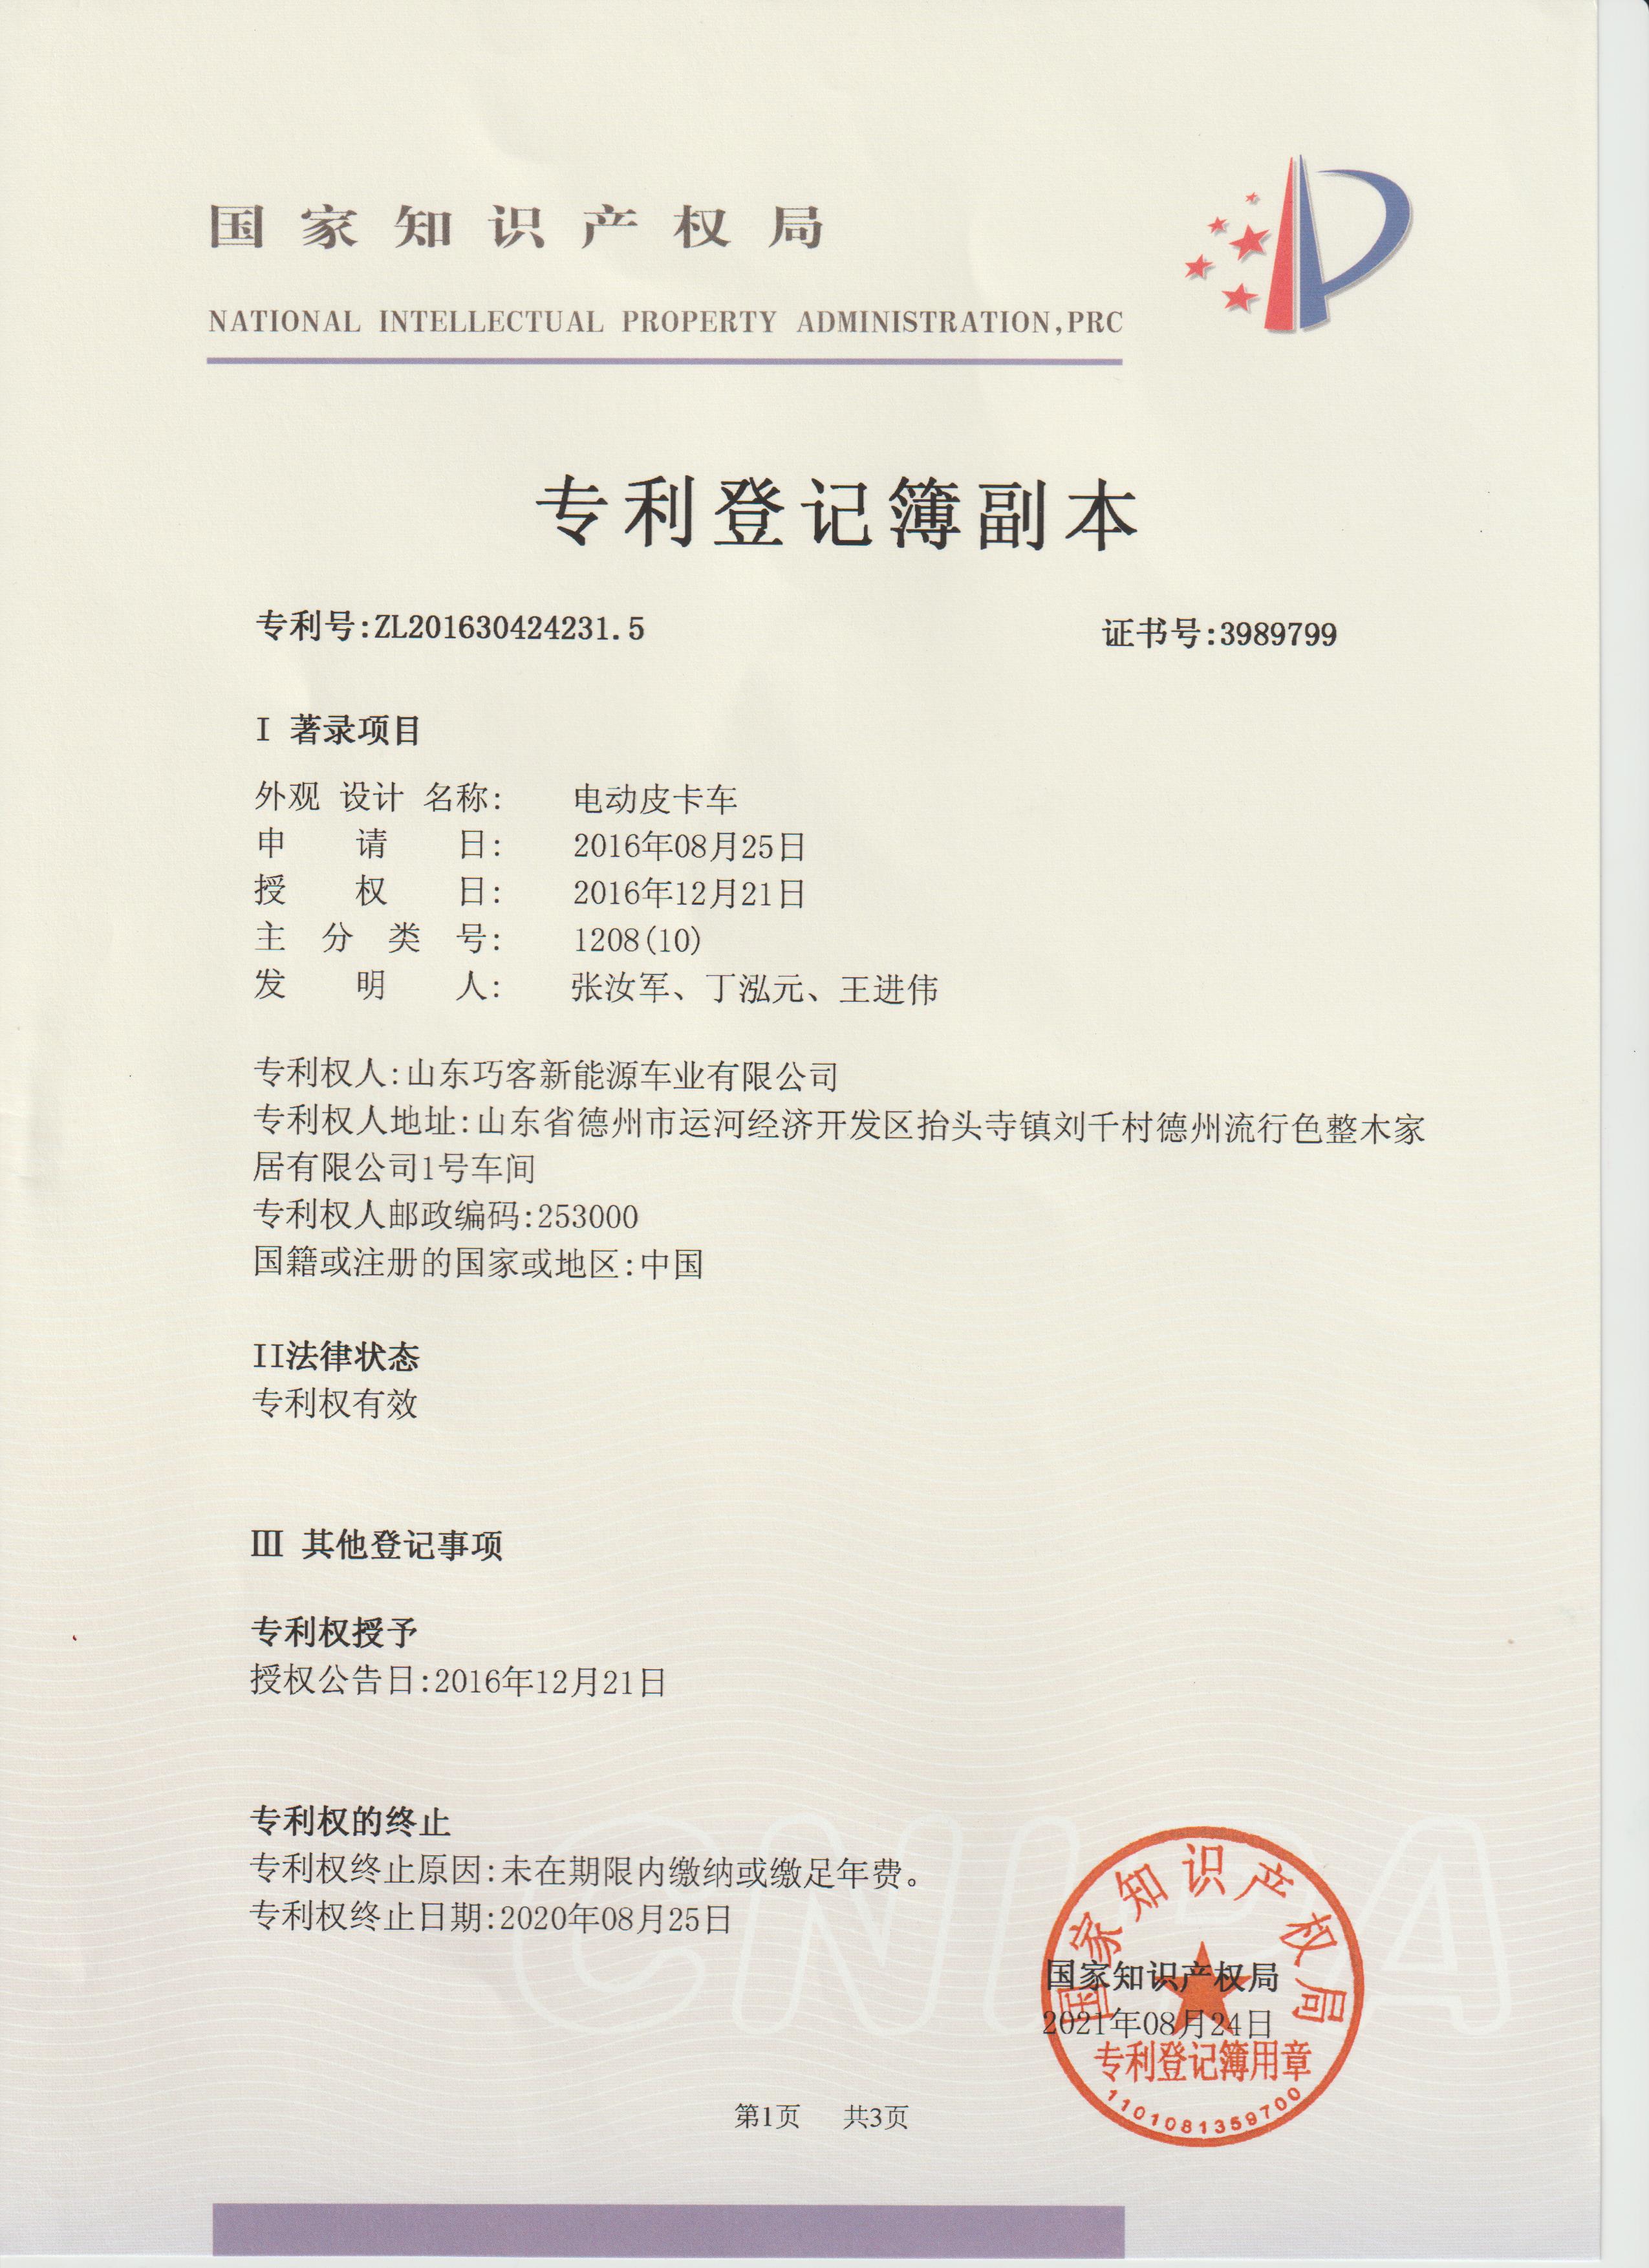 国家知识产权局
NATIONAL INTELLECTUAL PROPERTY ADMINISTRATION,PRC
专利登记簿副本
专利号:ZL201630424231.5
证书号:3989799
I 著录项目
外观设计名称: 电动皮卡车
申请日: 2016年08月25日
授权日: 2016年12月21日
主分类号: 1208(10)
发明人: 张汝军、丁泓元、王进伟
专利权人:山东巧客新能源车业有限公司
专利权人地址:山东省德州市运河经济开发区抬头寺镇刘千村德州流行色整木家
居有限公司1号车间
专利权人邮政编码:253000
国籍或注册的国家或地区:中国
II法律状态
专利权有效
III 其他登记事项
专利权授予
授权公告日:2016年12月21日
专利权的终止
专利权终止原因:未在期限内缴纳或缴足年费。
专利权终止日期:2020年08月25日
CNIPA
国家知识产权局
国家知识产权局
2021年08月24日
专利登记簿用章
1101081359700
第1页 共3页